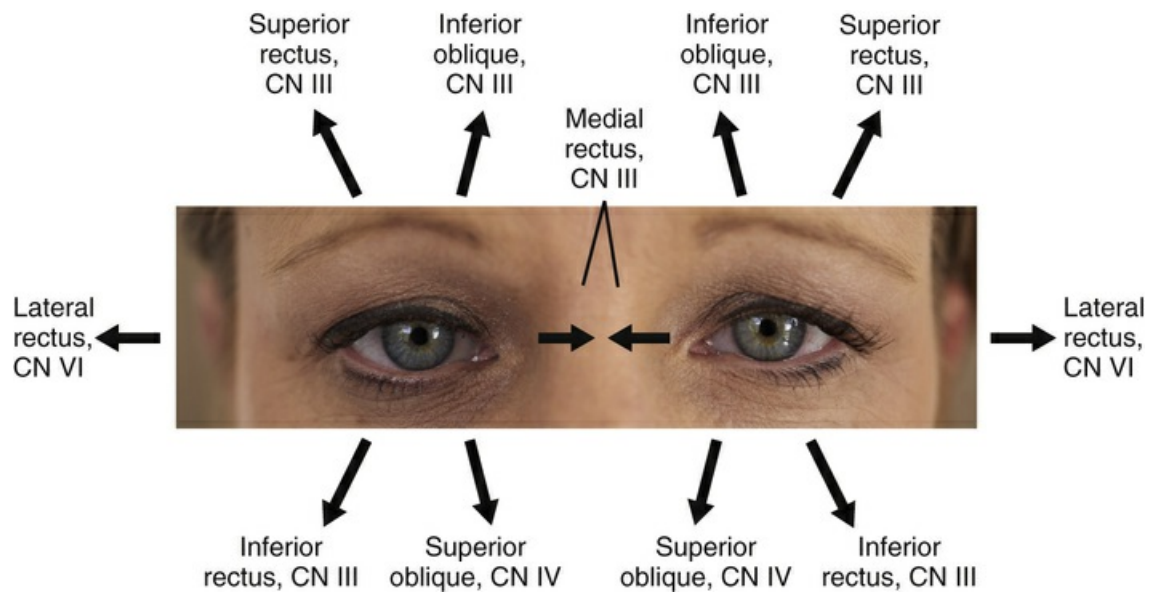 Superior
rectus,
CN III
Inferior
oblique,
CN III
Inferior
oblique,
CN III
Superior
rectus,
CN III
Medial
rectus,
CN III
Lateral
rectus,
CN VI
Lateral
rectus,
CN VI
Inferior
rectus, CN III
Superior
oblique, CN IV
Superior
oblique, CN IV
Inferior
rectus, CN III